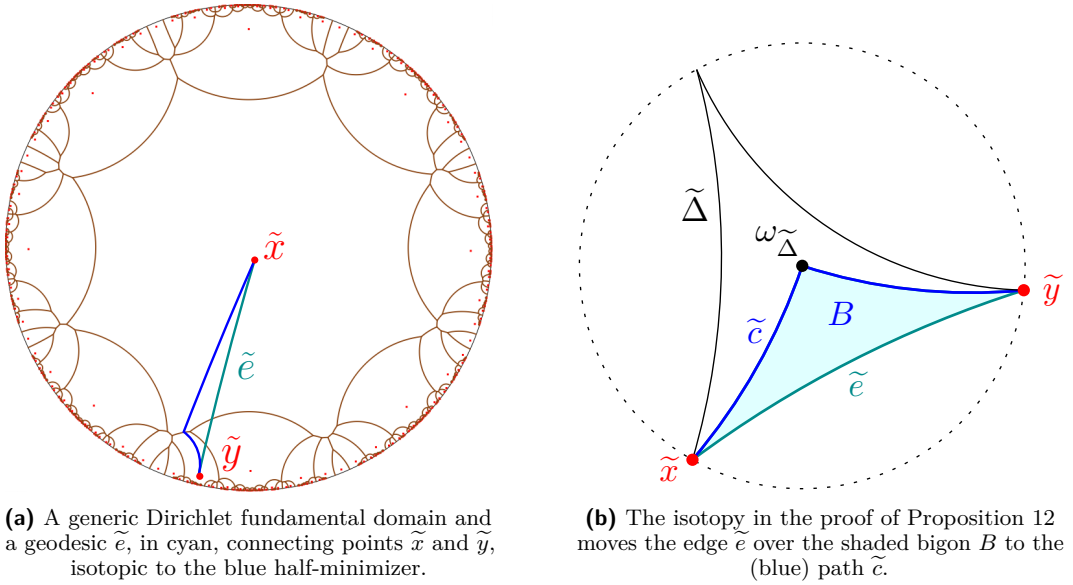 x̃
ẽ
ỹ
Δ̃
ω_Δ̃
B
c̃
ỹ
ẽ
x̃
(a) A generic Dirichlet fundamental domain and
a geodesic ẽ, in cyan, connecting points x̃ and ỹ,
isotopic to the blue half-minimizer.
(b) The isotopy in the proof of Proposition 12
moves the edge ẽ over the shaded bigon B to the
(blue) path c̃.